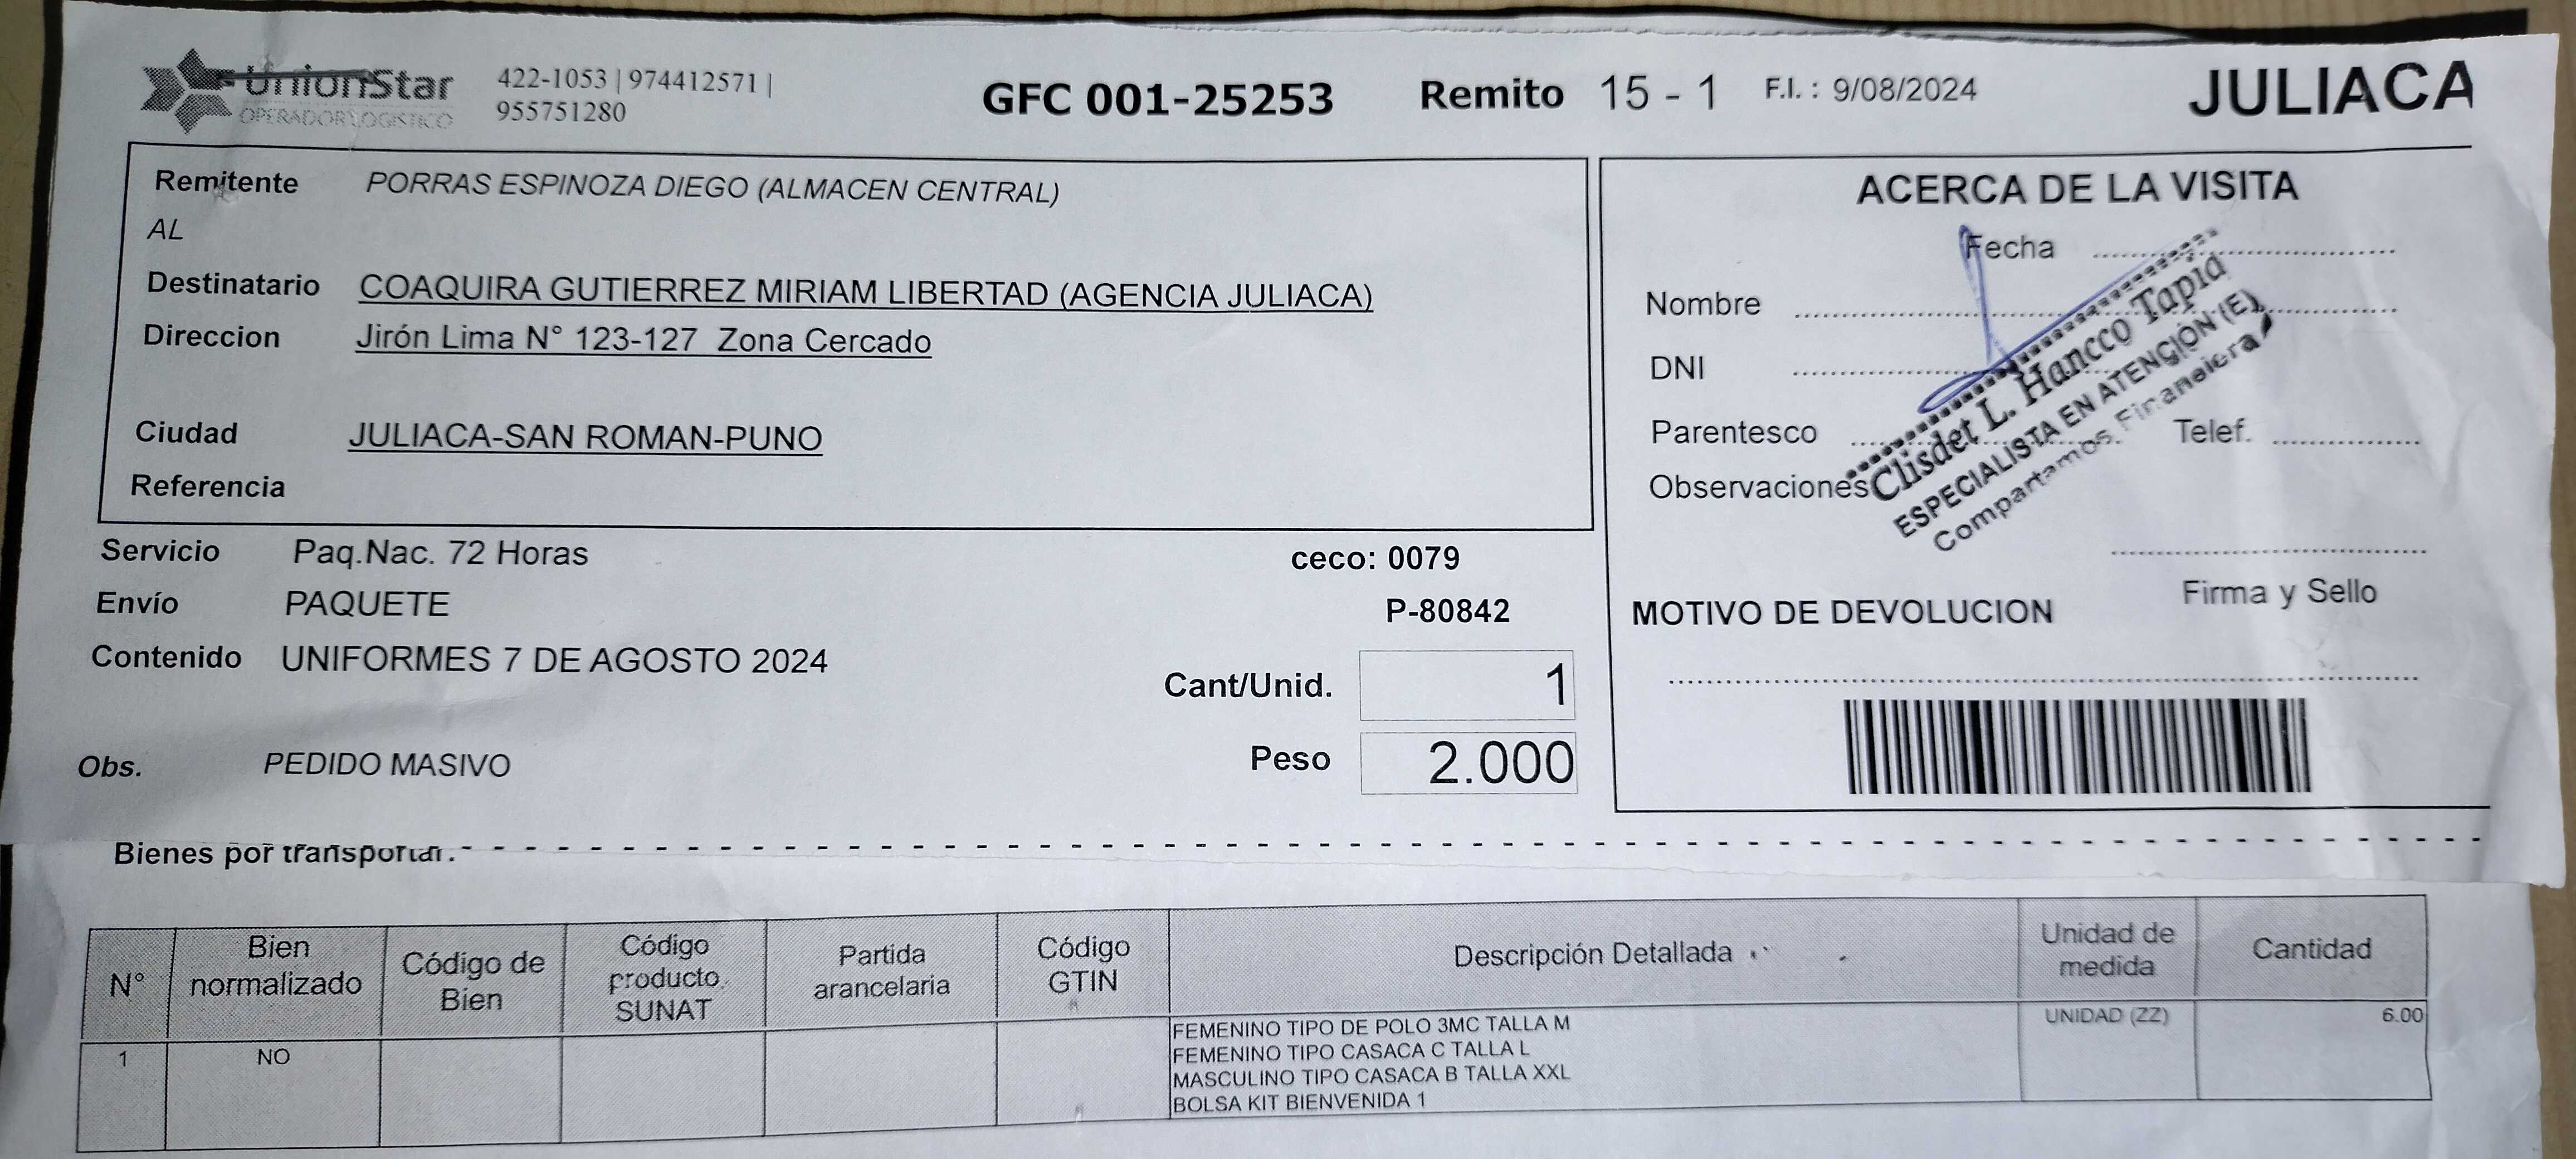 UnionStar
OPERADOR LOGISTICO
422-1053 | 974412571 |
955751280
GFC 001-25253
Remito 15 - 1
F.I. : 9/08/2024
JULIACA
Remitente PORRAS ESPINOZA DIEGO (ALMACEN CENTRAL)
AL
Destinatario COAQUIRA GUTIERREZ MIRIAM LIBERTAD (AGENCIA JULIACA)
Direccion Jirón Lima N° 123-127 Zona Cercado
Ciudad JULIACA-SAN ROMAN-PUNO
Referencia
Servicio Paq.Nac. 72 Horas
ceco: 0079
Envío PAQUETE
P-80842
Contenido UNIFORMES 7 DE AGOSTO 2024
Cant/Unid. 1
Peso 2.000
Obs. PEDIDO MASIVO
ACERCA DE LA VISITA
Fecha
Nombre
DNI
Parentesco
Telef.
Observaciones
Clisdet L. Hancco Tapia
ESPECIALISTA EN ATENCIÓN (E)
Compartamos Financiera
Firma y Sello
MOTIVO DE DEVOLUCION
Bienes por transportar:
N°
Bien
normalizado
Código de
Bien
Código
producto
SUNAT
Partida
arancelaria
Código
GTIN
Descripción Detallada
Unidad de
medida
Cantidad
1
NO
FEMENINO TIPO DE POLO 3MC TALLA M
FEMENINO TIPO CASACA C TALLA L
MASCULINO TIPO CASACA B TALLA XXL
BOLSA KIT BIENVENIDA 1
UNIDAD (ZZ)
6.00